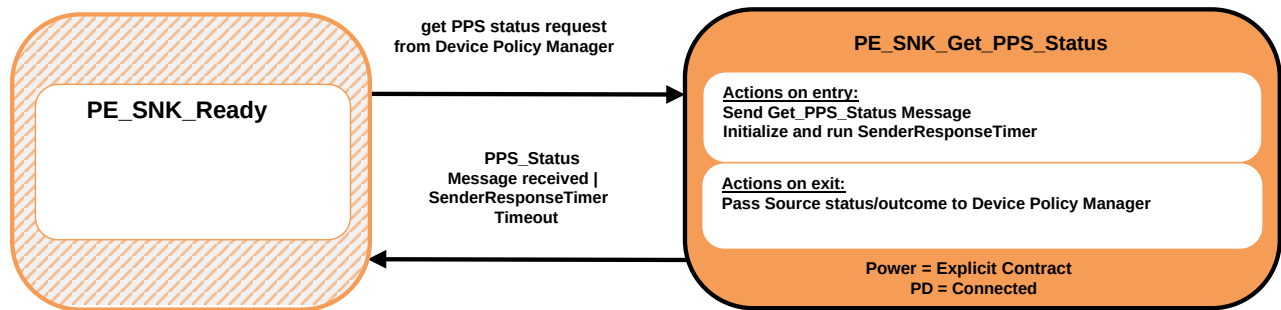 get PPS status request
from Device Policy Manager
PE_SNK_Ready
PE_SNK_Get_PPS_Status
Actions on entry:
Send Get_PPS_Status Message
Initialize and run SenderResponseTimer
PPS_Status
Message received |
SenderResponseTimer
Timeout
Actions on exit:
Pass Source status/outcome to Device Policy Manager
Power = Explicit Contract
PD = Connected